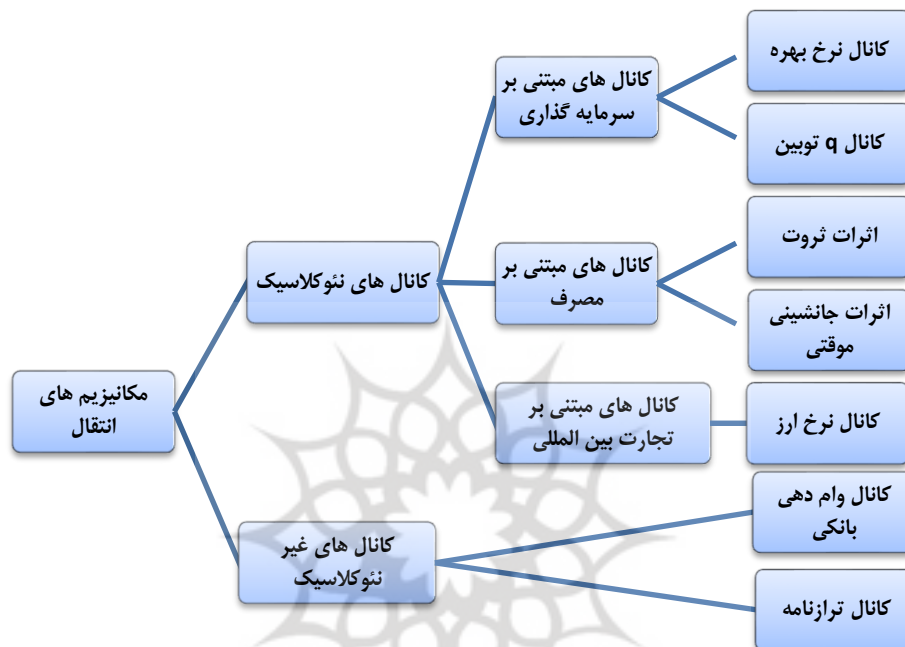 مکانیزم های
انتقال
کانال های نئوکلاسیک
کانال های مبتنی بر
سرمایه گذاری
کانال نرخ بهره
کانال q توبین
کانال های مبتنی بر
مصرف
اثرات ثروت
اثرات جانشینی
موقتی
کانال های مبتنی بر
تجارت بین المللی
کانال نرخ ارز
کانال های غیر
نئوکلاسیک
کانال وام دهی
بانکی
کانال ترازنامه